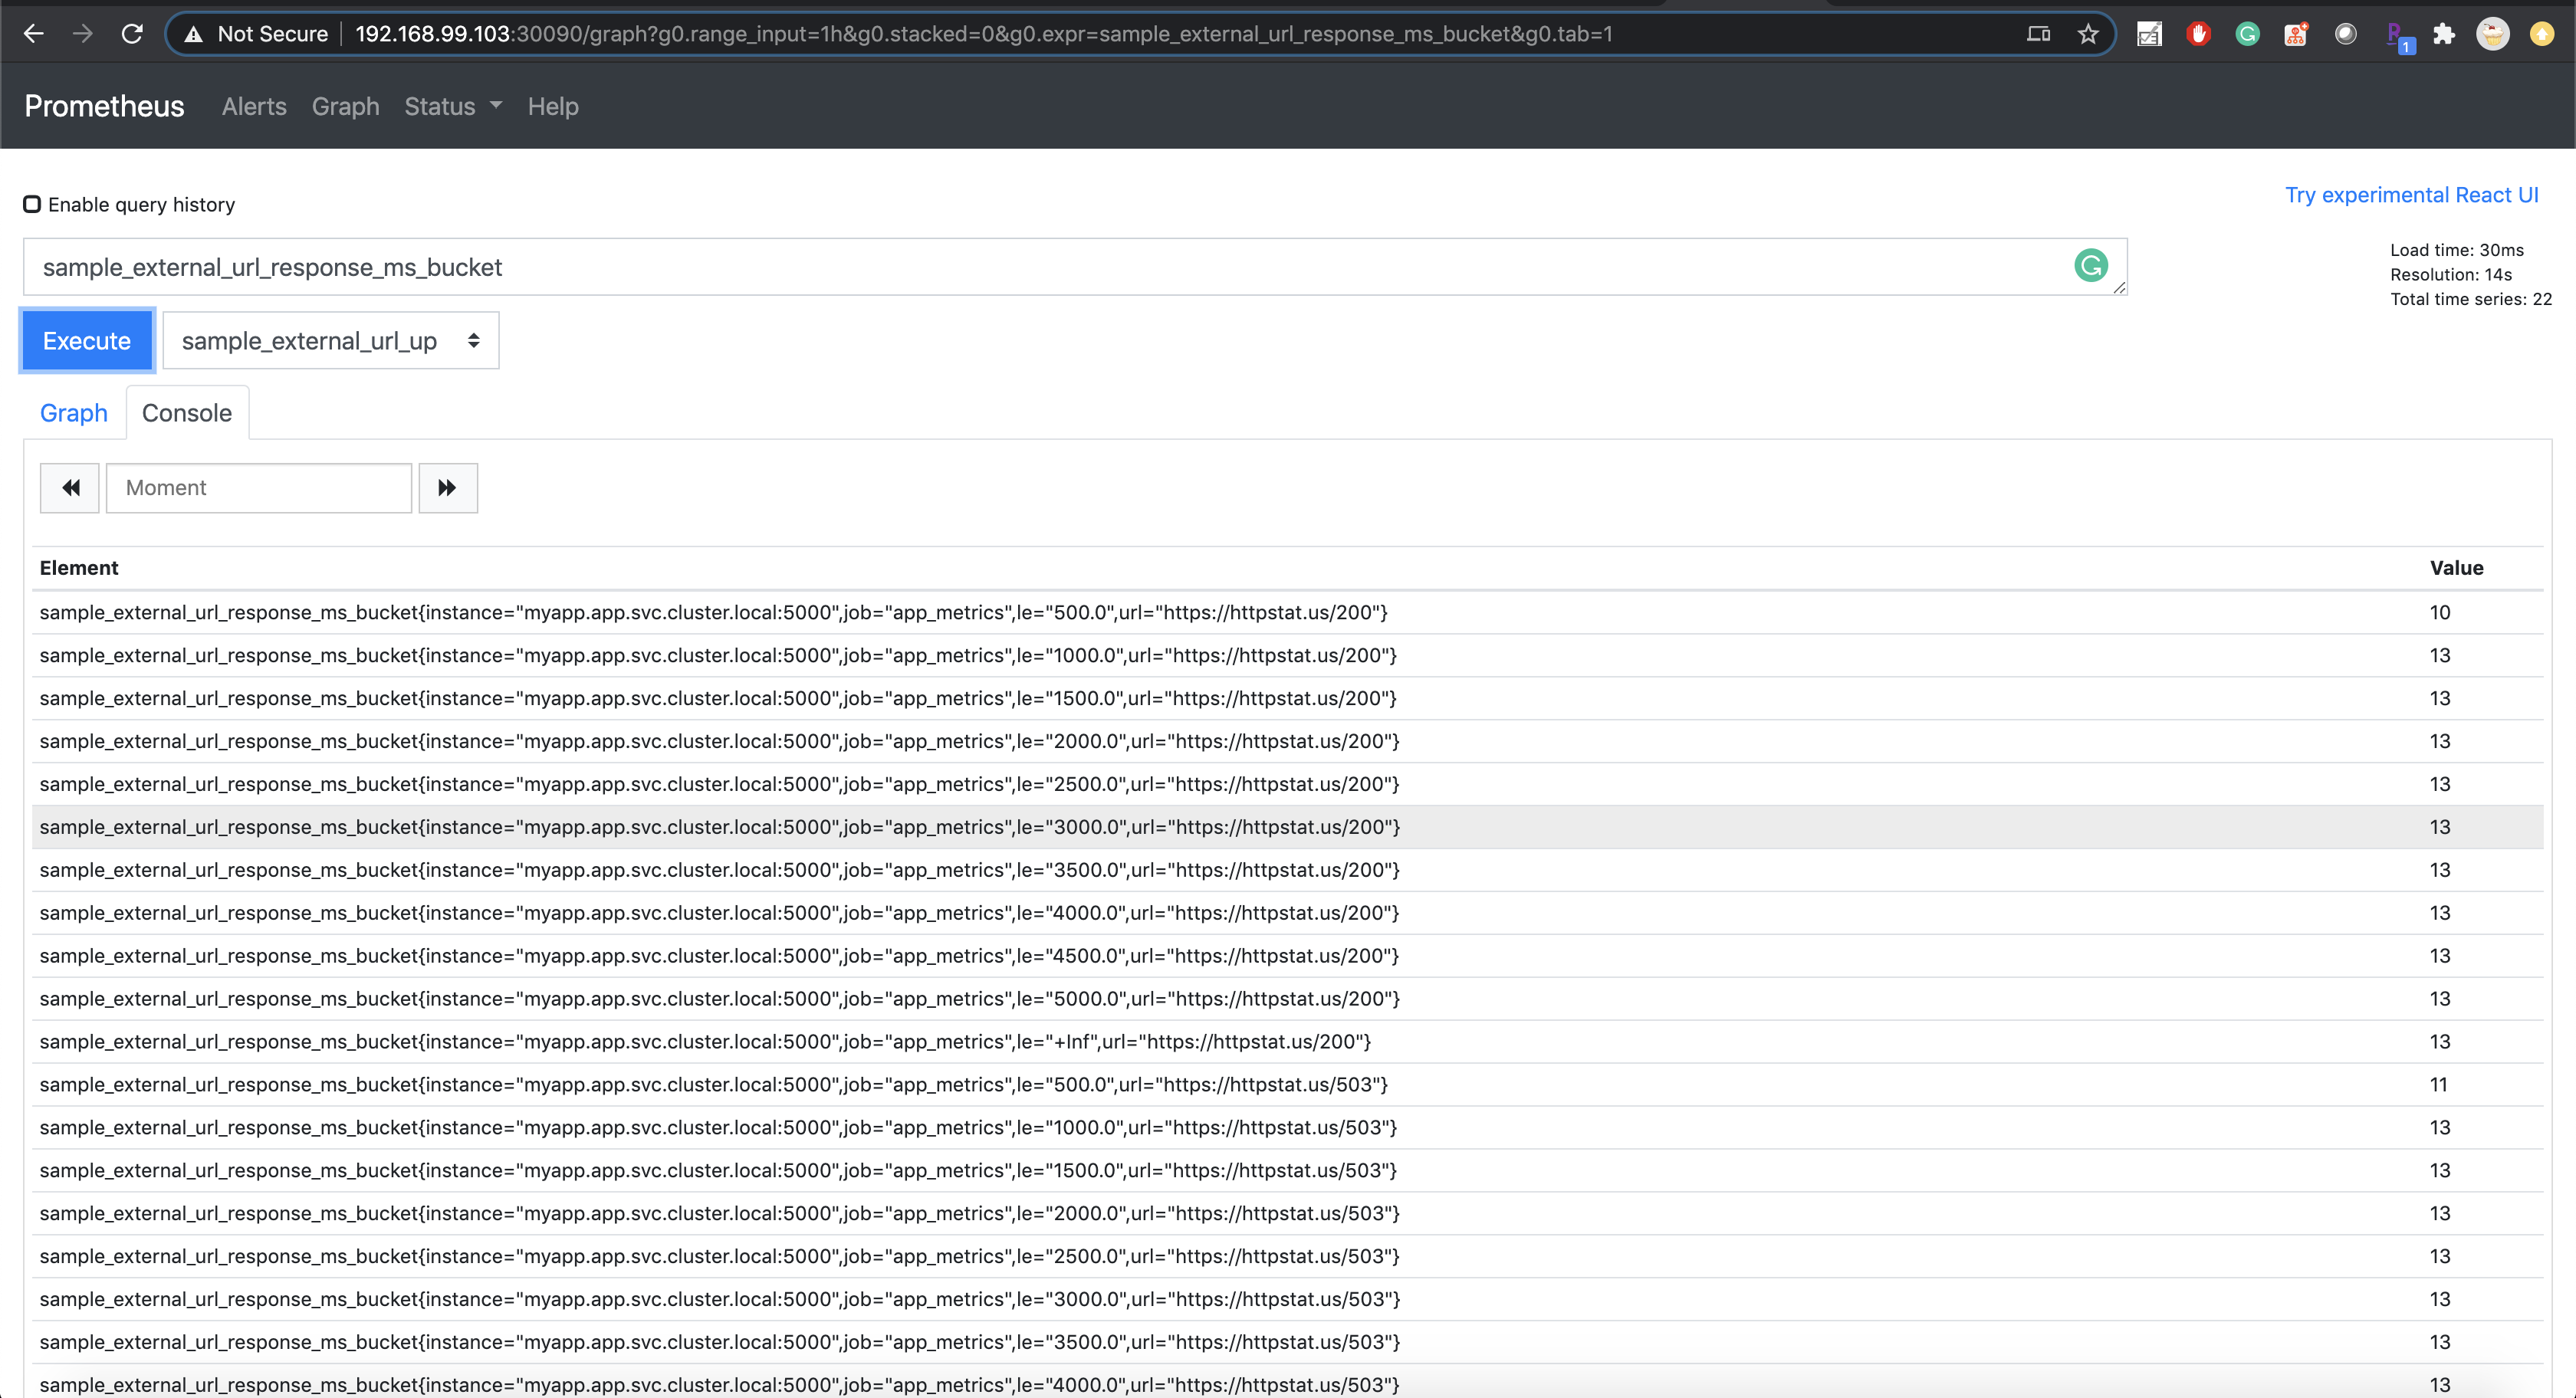 Not Secure 192.168.99.103:30090/graph?g0.range_input=1h&g0.stacked=0&g0.expr=sample_external_url_response_ms_bucket&g0.tab=1
1
Prometheus Alerts Graph Status Help
Enable query history
Try experimental React UI
sample_external_url_response_ms_bucket
Load time: 30ms
Resolution: 14s
Total time series: 22
Execute sample_external_url_up
Graph Console
Moment
Element Value
sample_external_url_response_ms_bucket{instance="myapp.app.svc.cluster.local:5000",job="app_metrics",le="500.0",url="https://httpstat.us/200"} 10
sample_external_url_response_ms_bucket{instance="myapp.app.svc.cluster.local:5000",job="app_metrics",le="1000.0",url="https://httpstat.us/200"} 13
sample_external_url_response_ms_bucket{instance="myapp.app.svc.cluster.local:5000",job="app_metrics",le="1500.0",url="https://httpstat.us/200"} 13
sample_external_url_response_ms_bucket{instance="myapp.app.svc.cluster.local:5000",job="app_metrics",le="2000.0",url="https://httpstat.us/200"} 13
sample_external_url_response_ms_bucket{instance="myapp.app.svc.cluster.local:5000",job="app_metrics",le="2500.0",url="https://httpstat.us/200"} 13
sample_external_url_response_ms_bucket{instance="myapp.app.svc.cluster.local:5000",job="app_metrics",le="3000.0",url="https://httpstat.us/200"} 13
sample_external_url_response_ms_bucket{instance="myapp.app.svc.cluster.local:5000",job="app_metrics",le="3500.0",url="https://httpstat.us/200"} 13
sample_external_url_response_ms_bucket{instance="myapp.app.svc.cluster.local:5000",job="app_metrics",le="4000.0",url="https://httpstat.us/200"} 13
sample_external_url_response_ms_bucket{instance="myapp.app.svc.cluster.local:5000",job="app_metrics",le="4500.0",url="https://httpstat.us/200"} 13
sample_external_url_response_ms_bucket{instance="myapp.app.svc.cluster.local:5000",job="app_metrics",le="5000.0",url="https://httpstat.us/200"} 13
sample_external_url_response_ms_bucket{instance="myapp.app.svc.cluster.local:5000",job="app_metrics",le="+Inf",url="https://httpstat.us/200"} 13
sample_external_url_response_ms_bucket{instance="myapp.app.svc.cluster.local:5000",job="app_metrics",le="500.0",url="https://httpstat.us/503"} 11
sample_external_url_response_ms_bucket{instance="myapp.app.svc.cluster.local:5000",job="app_metrics",le="1000.0",url="https://httpstat.us/503"} 13
sample_external_url_response_ms_bucket{instance="myapp.app.svc.cluster.local:5000",job="app_metrics",le="1500.0",url="https://httpstat.us/503"} 13
sample_external_url_response_ms_bucket{instance="myapp.app.svc.cluster.local:5000",job="app_metrics",le="2000.0",url="https://httpstat.us/503"} 13
sample_external_url_response_ms_bucket{instance="myapp.app.svc.cluster.local:5000",job="app_metrics",le="2500.0",url="https://httpstat.us/503"} 13
sample_external_url_response_ms_bucket{instance="myapp.app.svc.cluster.local:5000",job="app_metrics",le="3000.0",url="https://httpstat.us/503"} 13
sample_external_url_response_ms_bucket{instance="myapp.app.svc.cluster.local:5000",job="app_metrics",le="3500.0",url="https://httpstat.us/503"} 13
sample_external_url_response_ms_bucket{instance="myapp.app.svc.cluster.local:5000",job="app_metrics",le="4000.0",url="https://httpstat.us/503"} 13